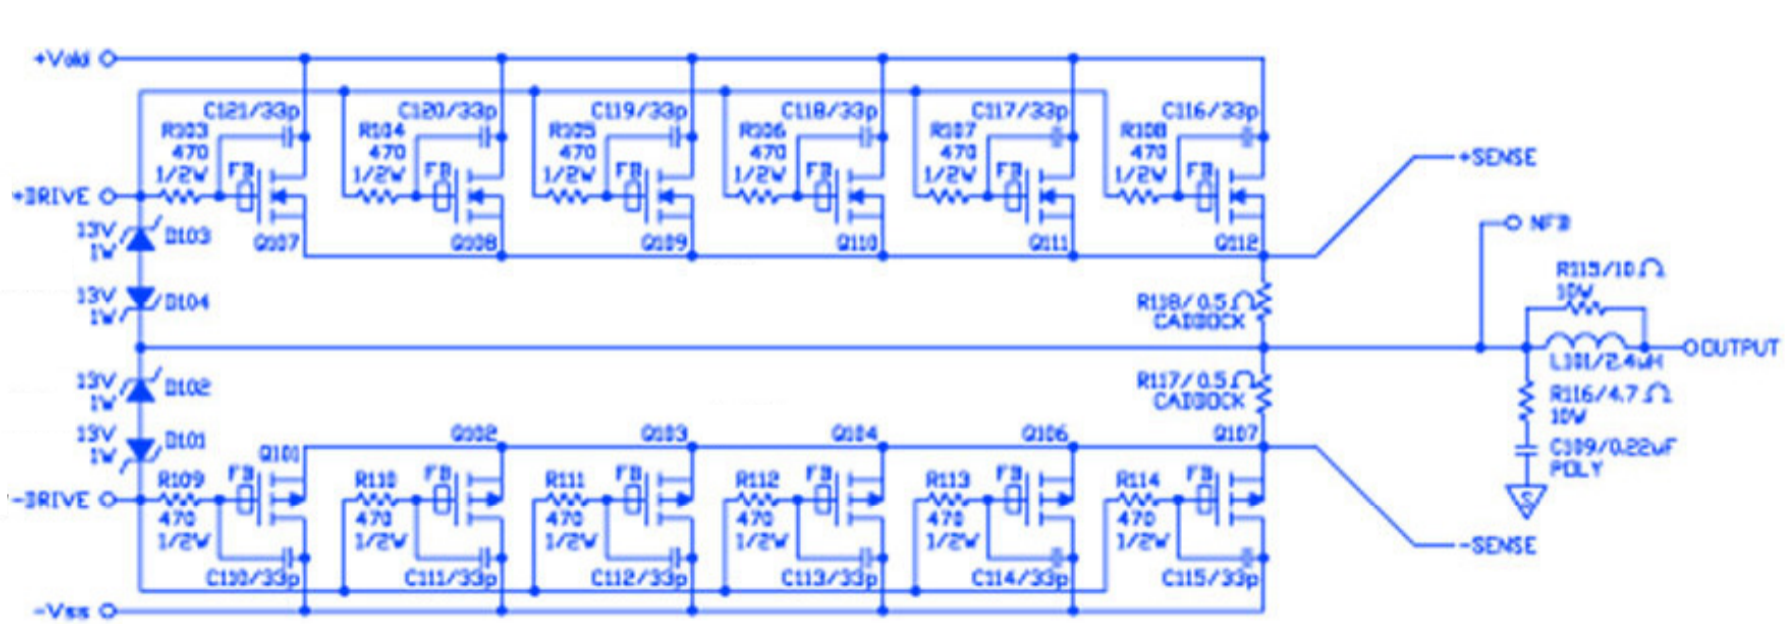 +Vdd
C121/33p
C120/33p
C119/33p
C118/33p
C117/33p
C116/33p
R103
R104
R105
R106
R107
R108
470
470
470
470
470
470
1/2W
1/2W
1/2W
1/2W
1/2W
1/2W
FB
FB
FB
FB
FB
FB
+SENSE
+DRIVE
13V
1W
D103
Q107
Q108
Q109
Q110
Q111
Q112
NFB
13V
1W
D104
R118/0.5Ω
CADDOCK
R115/10Ω
10W
OUTPUT
L101/2.4uH
13V
1W
D102
R117/0.5Ω
CADDOCK
R116/4.7Ω
10W
13V
1W
D101
Q101
Q102
Q103
Q104
Q106
Q107
C109/0.22uF
POLY
S
R109
R110
R111
R112
R113
R114
FB
FB
FB
FB
FB
FB
-DRIVE
470
470
470
470
470
470
1/2W
1/2W
1/2W
1/2W
1/2W
1/2W
-SENSE
C110/33p
C111/33p
C112/33p
C113/33p
C114/33p
C115/33p
-Vss